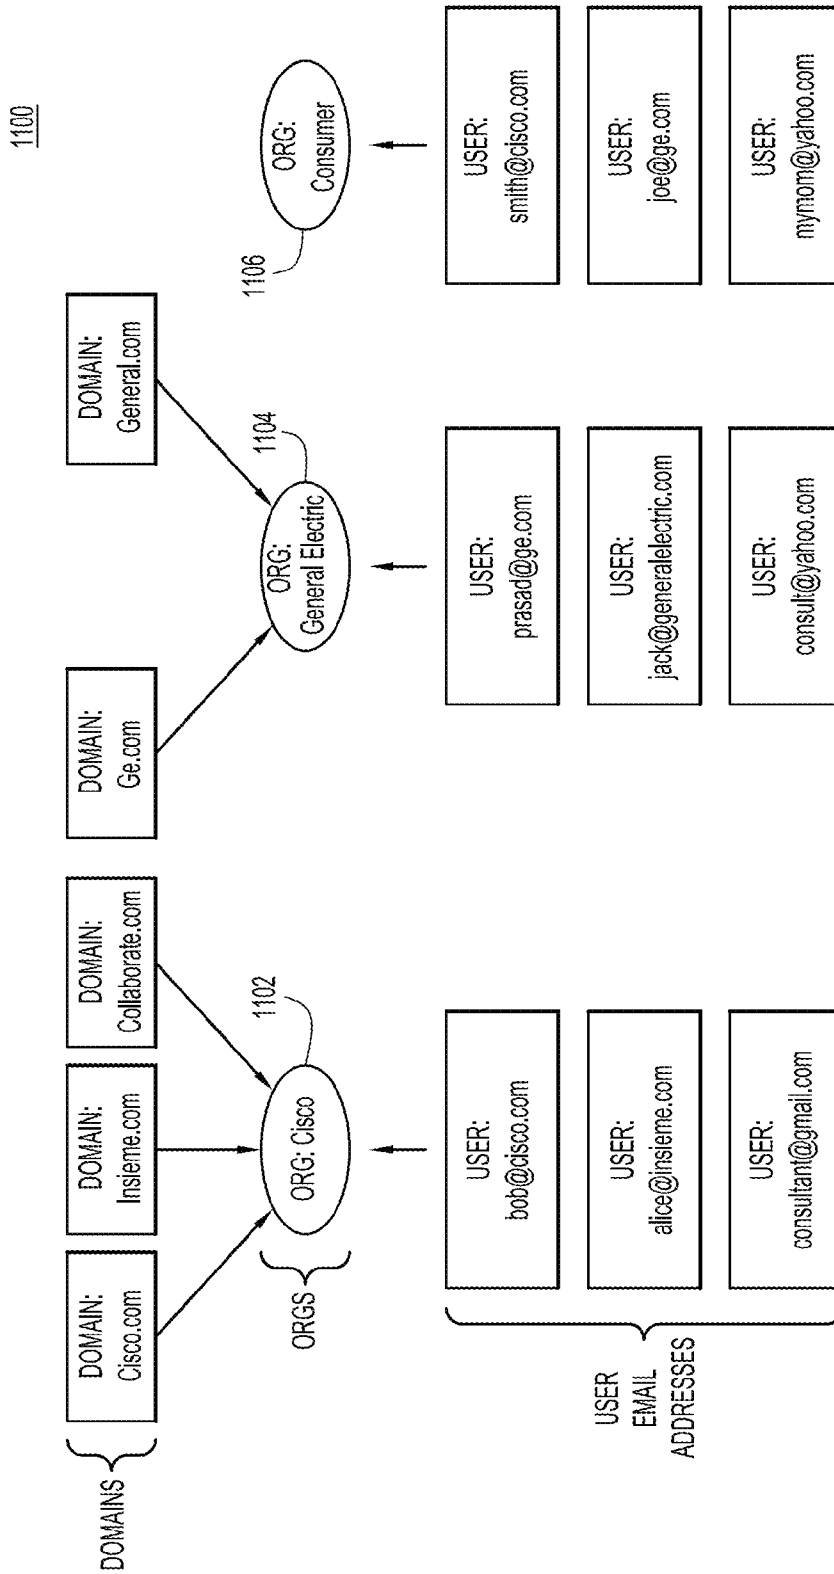 1100
DOMAINS
DOMAIN:
Cisco.com
DOMAIN:
Insieme.com
DOMAIN:
Collaborate.com
DOMAIN:
Ge.com
DOMAIN:
General.com
ORGS
ORG: Cisco
1102
ORG:
General Electric
1104
ORG:
Consumer
1106
USER
EMAIL
ADDRESSES
USER:
bob@cisco.com
USER:
prasad@ge.com
USER:
smith@cisco.com
USER:
alice@insieme.com
USER:
jack@generalelectric.com
USER:
joe@ge.com
USER:
consultant@gmail.com
USER:
consult@yahoo.com
USER:
mymom@yahoo.com